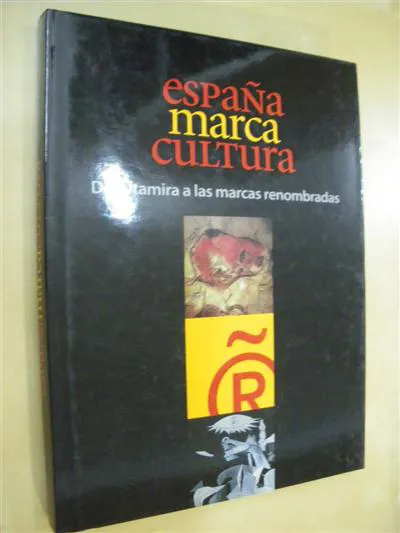 españa
marca
cultura
De Altamira a las marcas renombradas
~
®